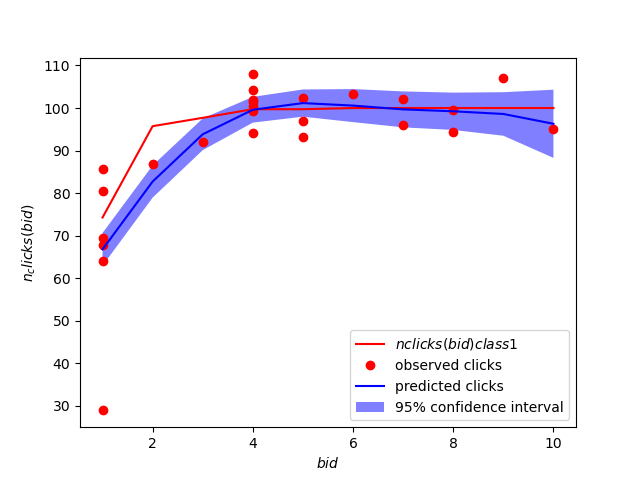 110
100
90
80
70
60
50
40
30
n_clicks(bid)
2
4
6
8
10
bid
nclicks(bid)class1
observed clicks
predicted clicks
95% confidence interval